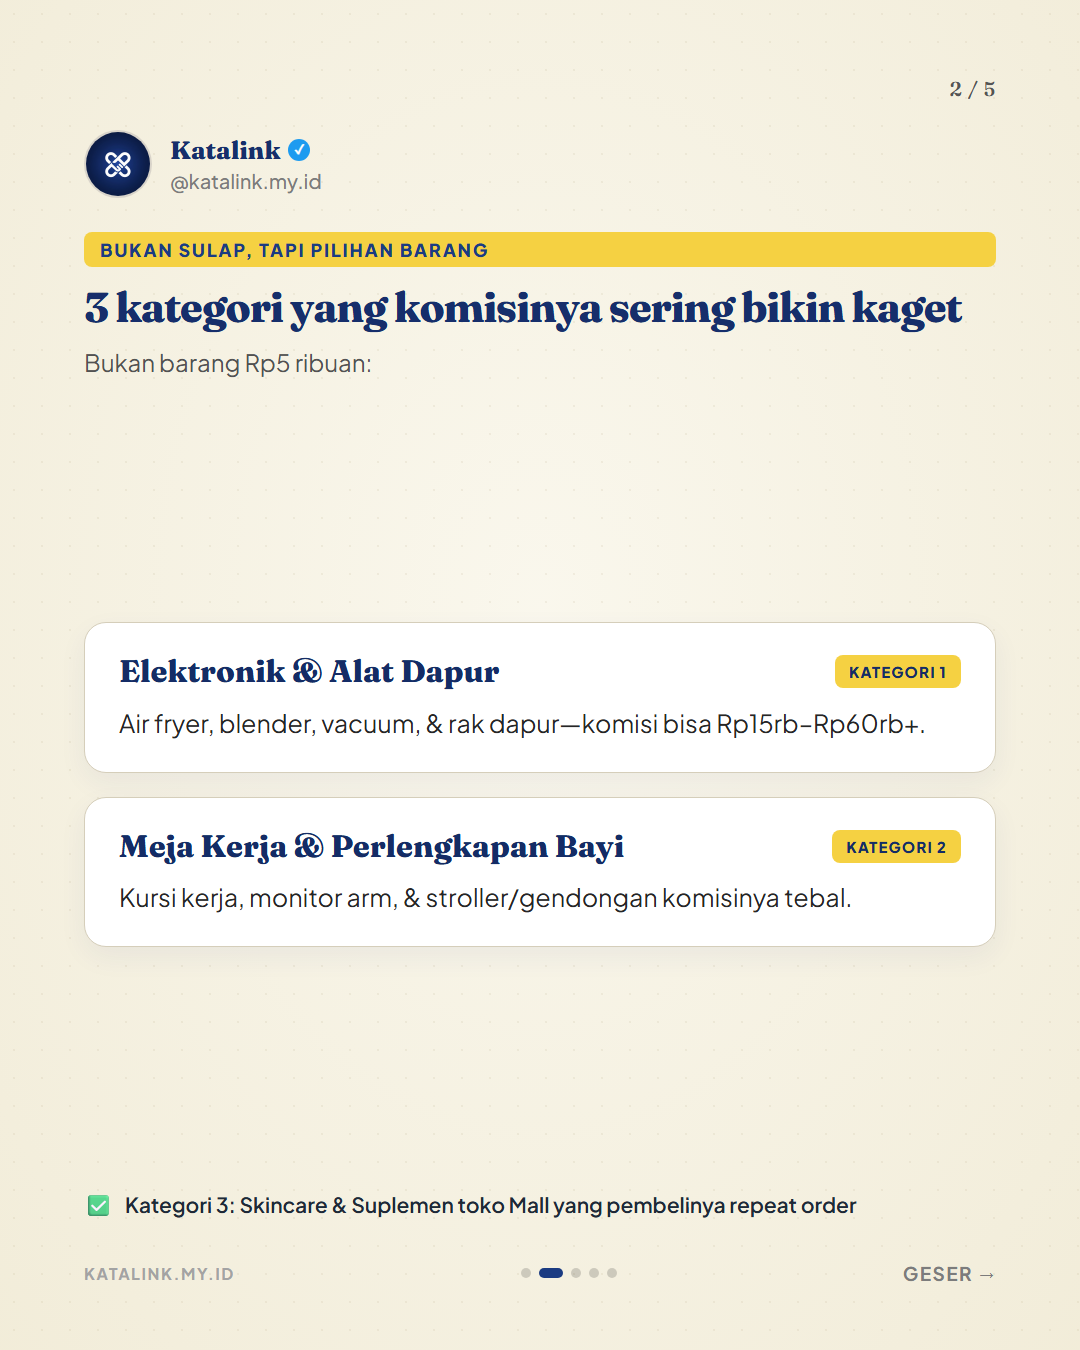 2 / 5
Katalink
@katalink.my.id
BUKAN SULAP, TAPI PILIHAN BARANG
3 kategori yang komisinya sering bikin kaget
Bukan barang Rp5 ribuan:
Elektronik & Alat Dapur
KATEGORI 1
Air fryer, blender, vacuum, & rak dapur—komisi bisa Rp15rb–Rp60rb+.
Meja Kerja & Perlengkapan Bayi
KATEGORI 2
Kursi kerja, monitor arm, & stroller/gendongan komisinya tebal.
✅ Kategori 3: Skincare & Suplemen toko Mall yang pembelinya repeat order
KATALINK.MY.ID
GESER →